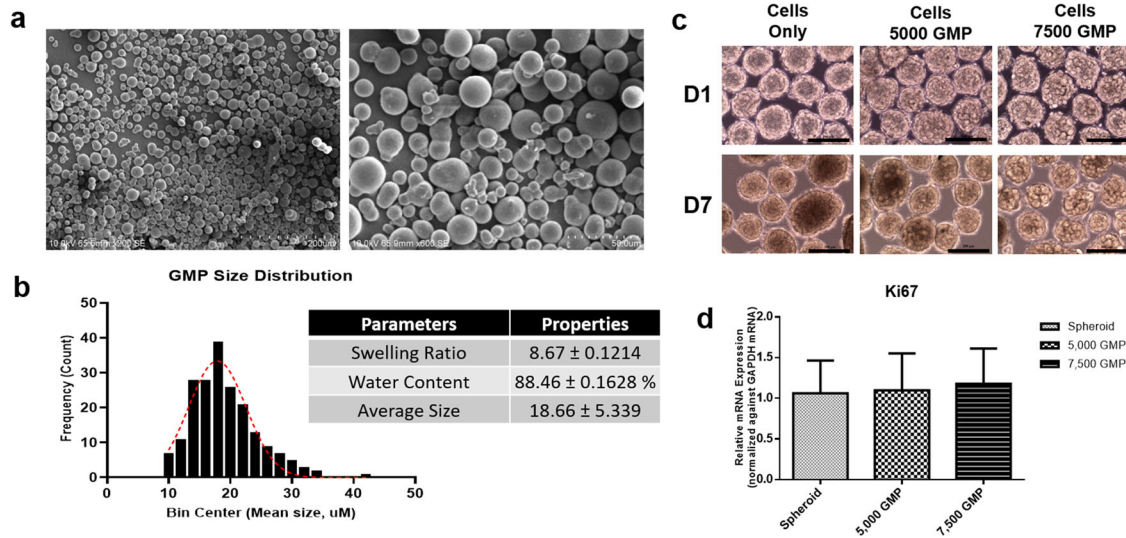 a
10.0kV 65.6mm x200 SE
200um
10.0kV 65.9mm x600 SE
50.0um
b
GMP Size Distribution
Frequency (Count)
50
40
30
20
10
0
0
10
20
30
40
50
Bin Center (Mean size, uM)
Parameters
Properties
Swelling Ratio
8.67 ± 0.1214
Water Content
88.46 ± 0.1628 %
Average Size
18.66 ± 5.339
c
Cells
Only
Cells
5000 GMP
Cells
7500 GMP
D1
D7
d
Ki67
Relative mRNA Expression
(normalized against GAPDH mRNA)
2.0
1.5
1.0
0.5
0.0
Spheroid
5,000 GMP
7,500 GMP
Spheroid
5,000 GMP
7,500 GMP